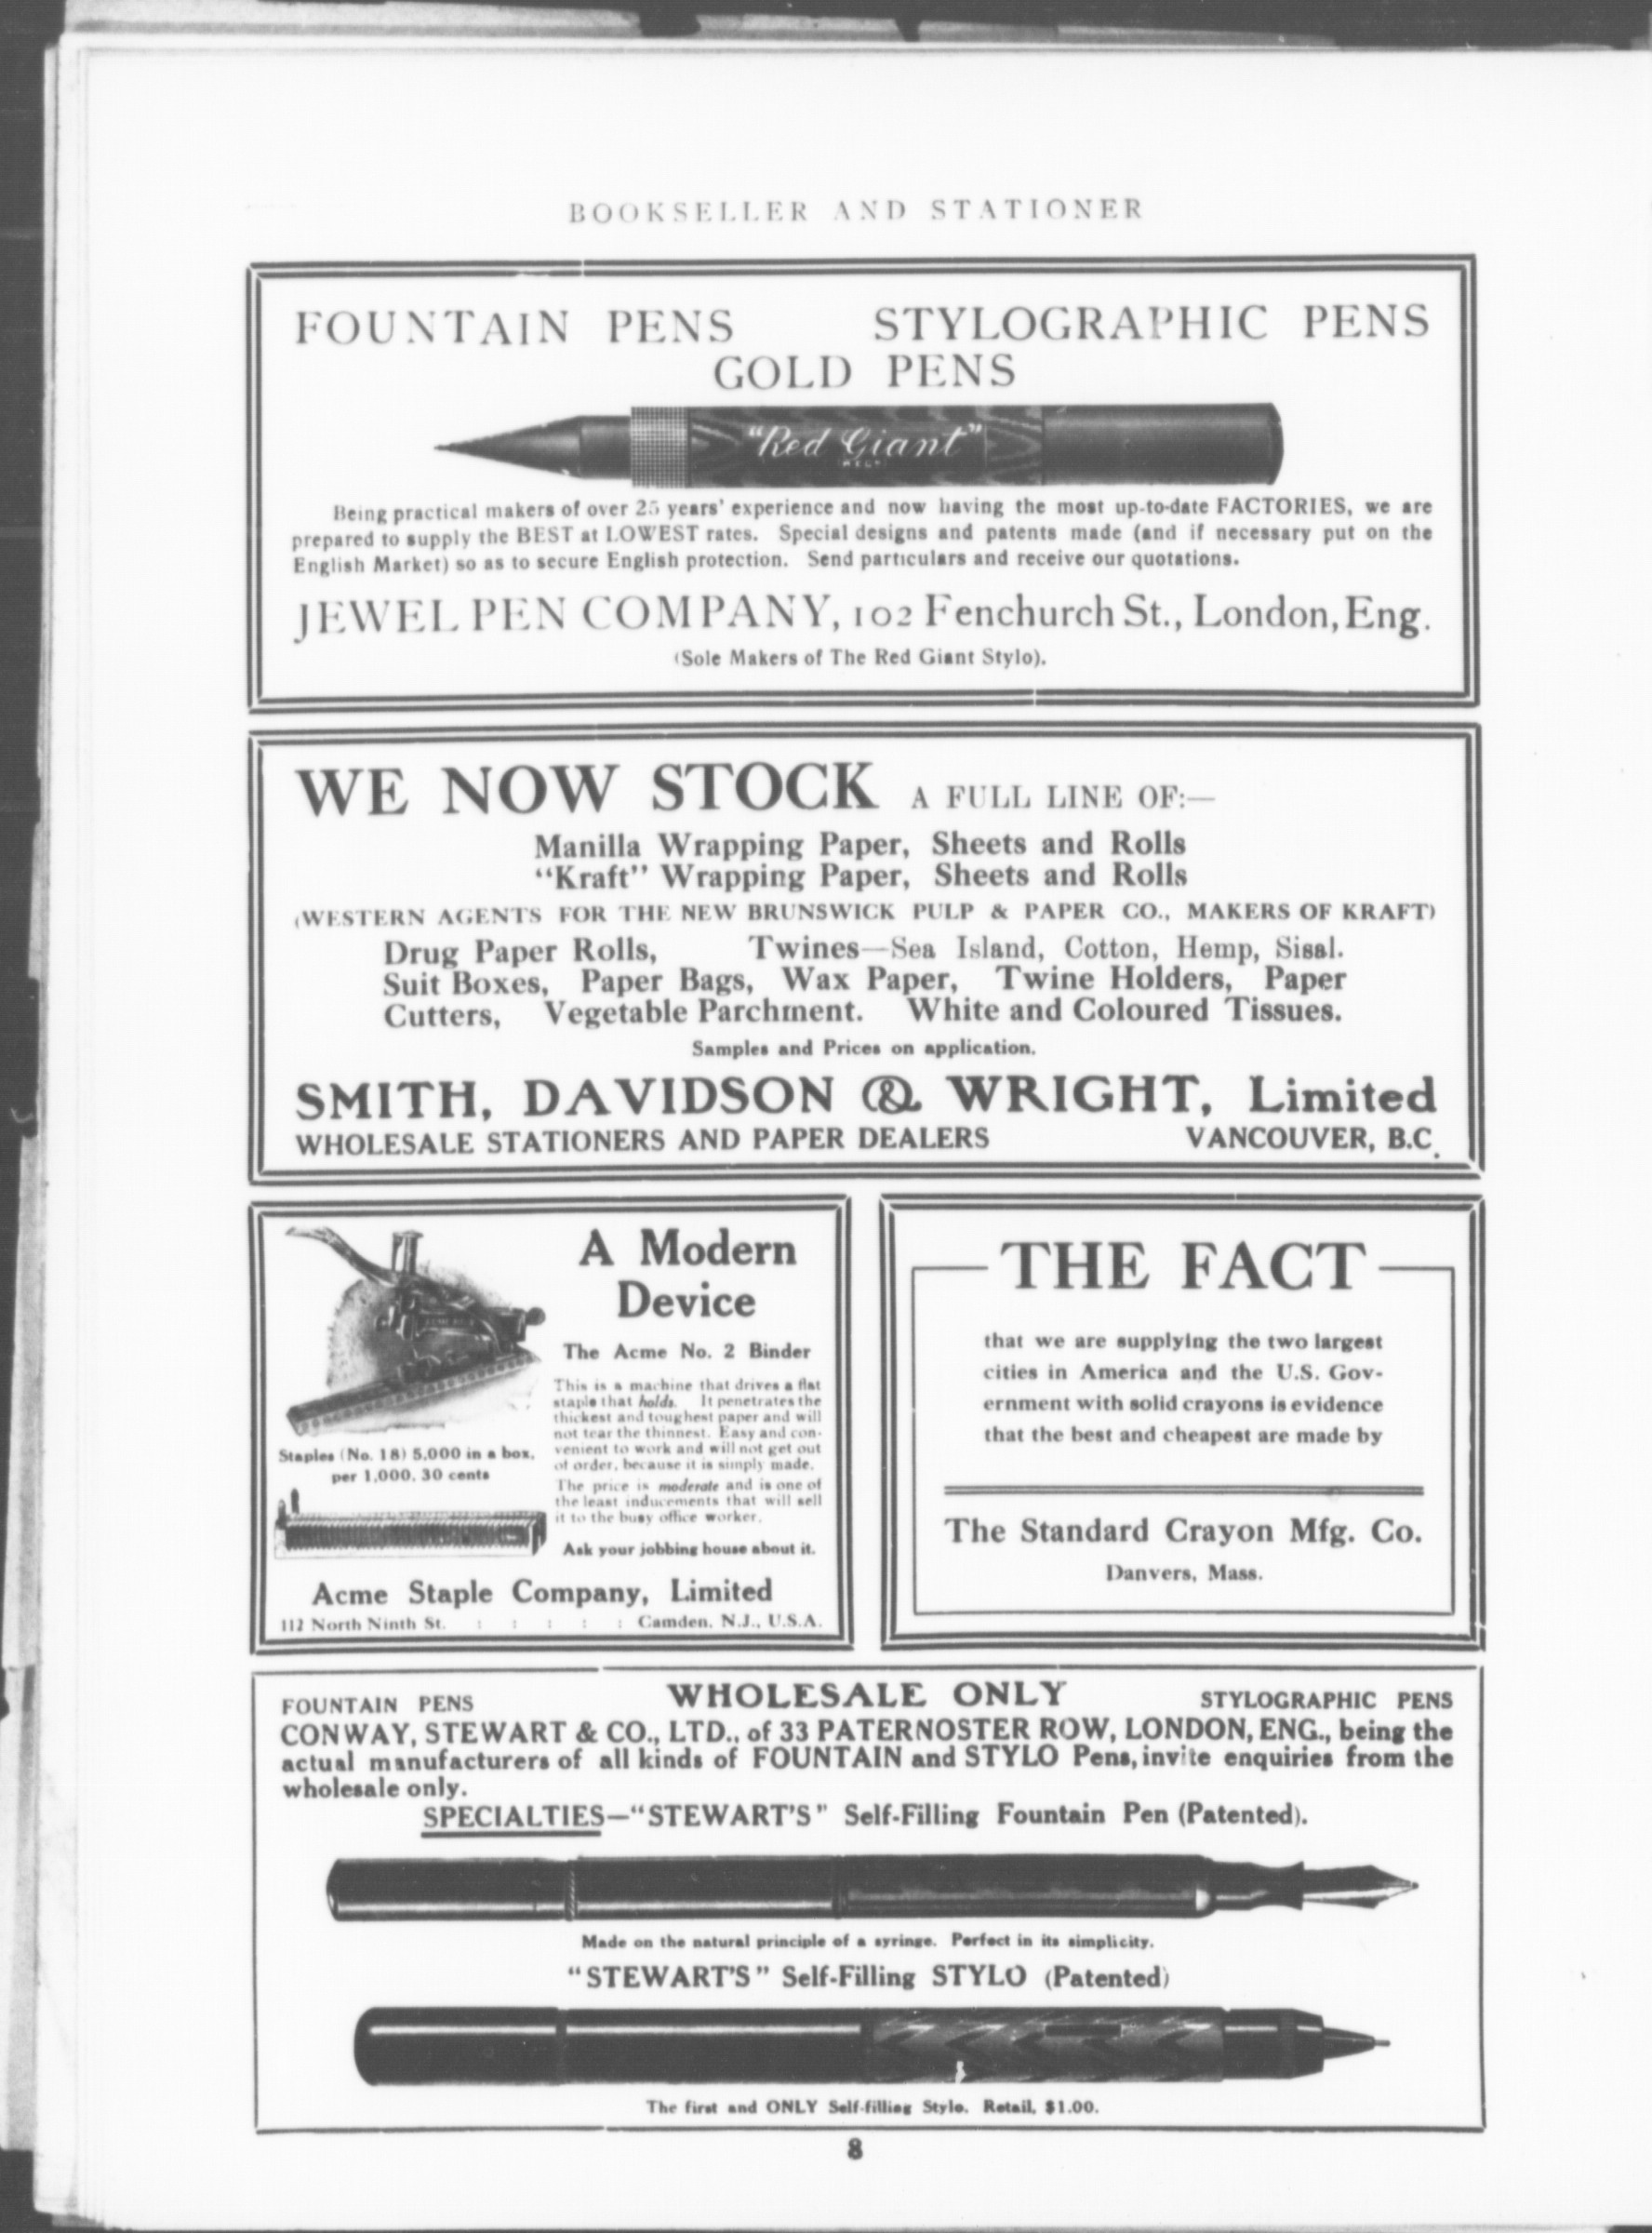 BOOKSELLER AND STATIONER
FOUNTAIN PENS STYLOGRAPHIC PENS
GOLD PENS
"Red Giant"
Being practical makers of over 25 years' experience and now having the most up-to-date FACTORIES, we are
prepared to supply the BEST at LOWEST rates. Special designs and patents made (and if necessary put on the
English Market) so as to secure English protection. Send particulars and receive our quotations.
JEWEL PEN COMPANY, 102 Fenchurch St., London, Eng.
(Sole Makers of The Red Giant Stylo).
WE NOW STOCK A FULL LINE OF:—
Manilla Wrapping Paper, Sheets and Rolls
"Kraft" Wrapping Paper, Sheets and Rolls
(WESTERN AGENTS FOR THE NEW BRUNSWICK PULP & PAPER CO., MAKERS OF KRAFT)
Drug Paper Rolls, Twines—Sea Island, Cotton, Hemp, Sisal.
Suit Boxes, Paper Bags, Wax Paper, Twine Holders, Paper
Cutters, Vegetable Parchment. White and Coloured Tissues.
Samples and Prices on application.
SMITH, DAVIDSON & WRIGHT, Limited
WHOLESALE STATIONERS AND PAPER DEALERS VANCOUVER, B.C.
A Modern
Device
The Acme No. 2 Binder
This is a machine that drives a flat
staple that holds. It penetrates the
thickest and toughest paper and will
not tear the thinnest. Easy and con-
venient to work and will not get out
of order, because it is simply made.
The price is moderate and is one of
the least inducements that will sell
it to the busy office worker.
Ask your jobbing house about it.
Staples (No. 18) 5,000 in a box,
per 1,000, 30 cents
Acme Staple Company, Limited
112 North Ninth St. : : : : : Camden, N.J., U.S.A.
THE FACT
that we are supplying the two largest
cities in America and the U.S. Gov-
ernment with solid crayons is evidence
that the best and cheapest are made by
The Standard Crayon Mfg. Co.
Danvers, Mass.
FOUNTAIN PENS WHOLESALE ONLY STYLOGRAPHIC PENS
CONWAY, STEWART & CO., LTD., of 33 PATERNOSTER ROW, LONDON, ENG., being the
actual manufacturers of all kinds of FOUNTAIN and STYLO Pens, invite enquiries from the
wholesale only.
SPECIALTIES—"STEWART'S" Self-Filling Fountain Pen (Patented).
Made on the natural principle of a syringe. Perfect in its simplicity.
"STEWART'S" Self-Filling STYLO (Patented)
The first and ONLY Self-filling Stylo. Retail, $1.00.
8